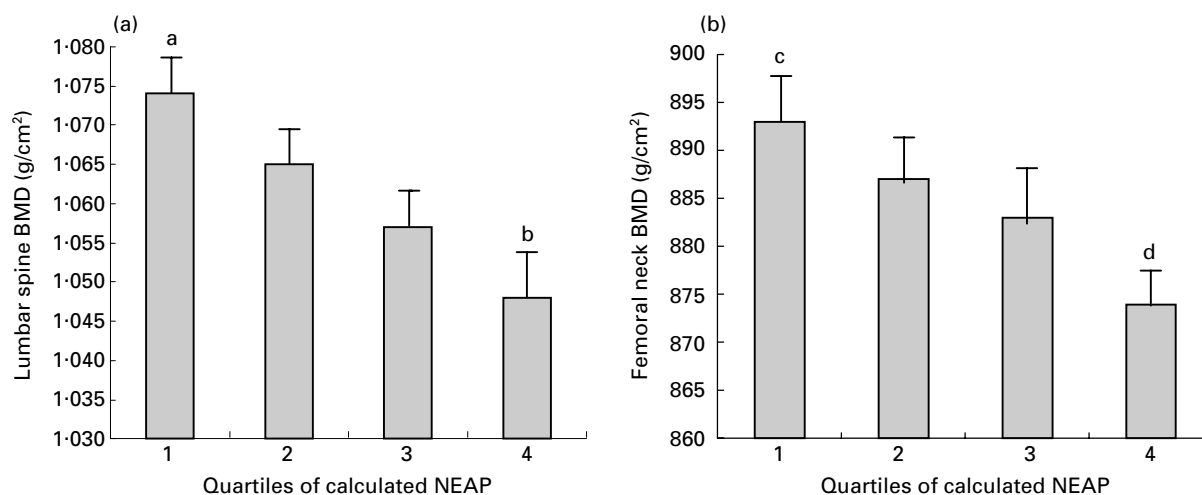 (a)
Lumbar spine BMD (g/cm²)
1·080
1·075
1·070
1·065
1·060
1·055
1·050
1·045
1·040
1·035
1·030
a
b
1 2 3 4
Quartiles of calculated NEAP
(b)
Femoral neck BMD (g/cm²)
900
895
890
885
880
875
870
865
860
c
d
1 2 3 4
Quartiles of calculated NEAP